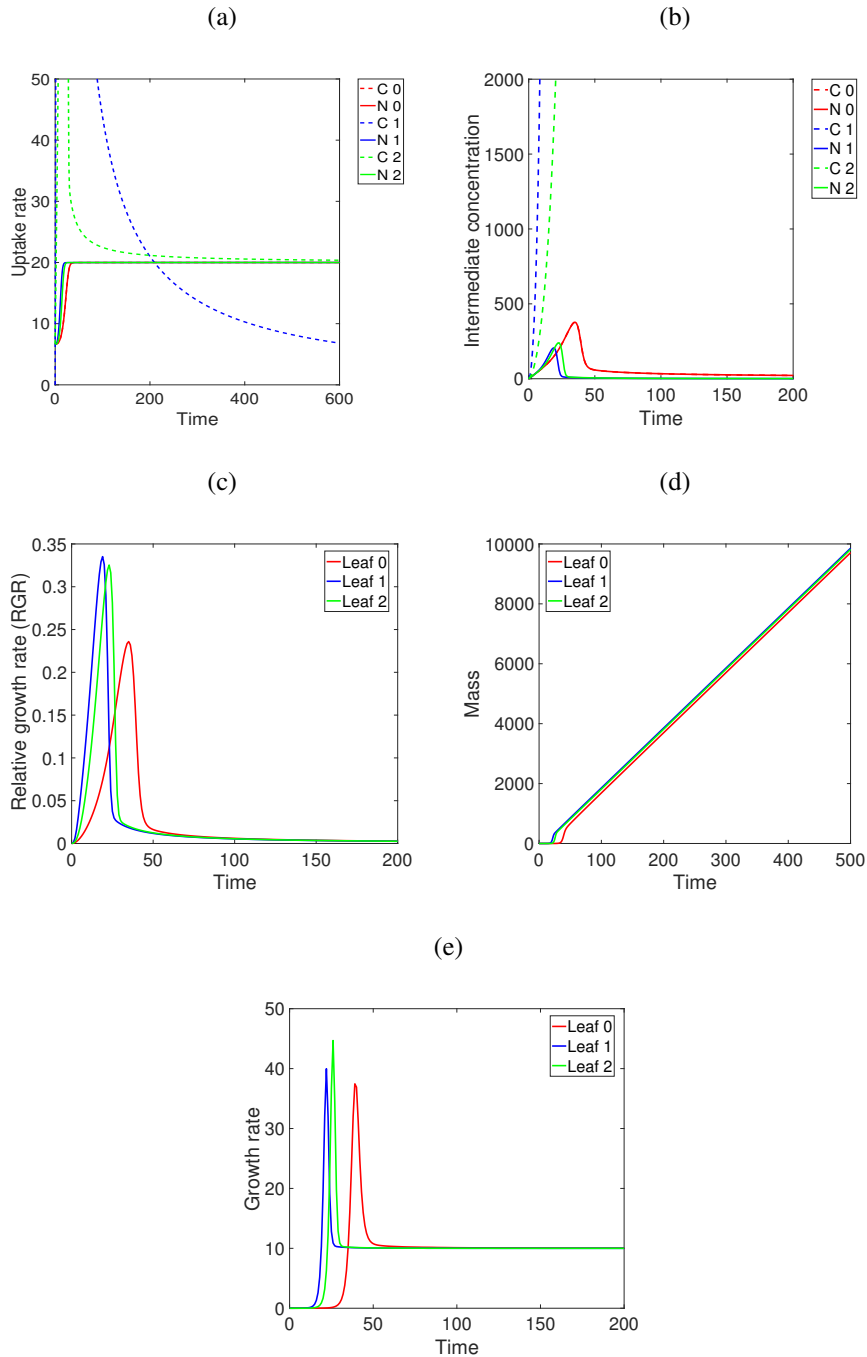 (a)
Uptake rate
50
40
30
20
10
0
0
200
400
600
Time
C 0
N 0
C 1
N 1
C 2
N 2
(b)
Intermediate concentration
2000
1500
1000
500
0
0
50
100
150
200
Time
C 0
N 0
C 1
N 1
C 2
N 2
(c)
Relative growth rate (RGR)
0.35
0.3
0.25
0.2
0.15
0.1
0.05
0
0
50
100
150
200
Time
Leaf 0
Leaf 1
Leaf 2
(d)
Mass
10000
8000
6000
4000
2000
0
0
100
200
300
400
500
Time
Leaf 0
Leaf 1
Leaf 2
(e)
Growth rate
50
40
30
20
10
0
0
50
100
150
200
Time
Leaf 0
Leaf 1
Leaf 2